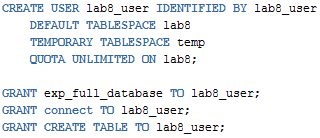 CREATE USER lab8_user IDENTIFIED BY lab8_user
DEFAULT TABLESPACE lab8
TEMPORARY TABLESPACE temp
QUOTA UNLIMITED ON lab8;
GRANT exp_full_database TO lab8_user;
GRANT connect TO lab8_user;
GRANT CREATE TABLE TO lab8_user;